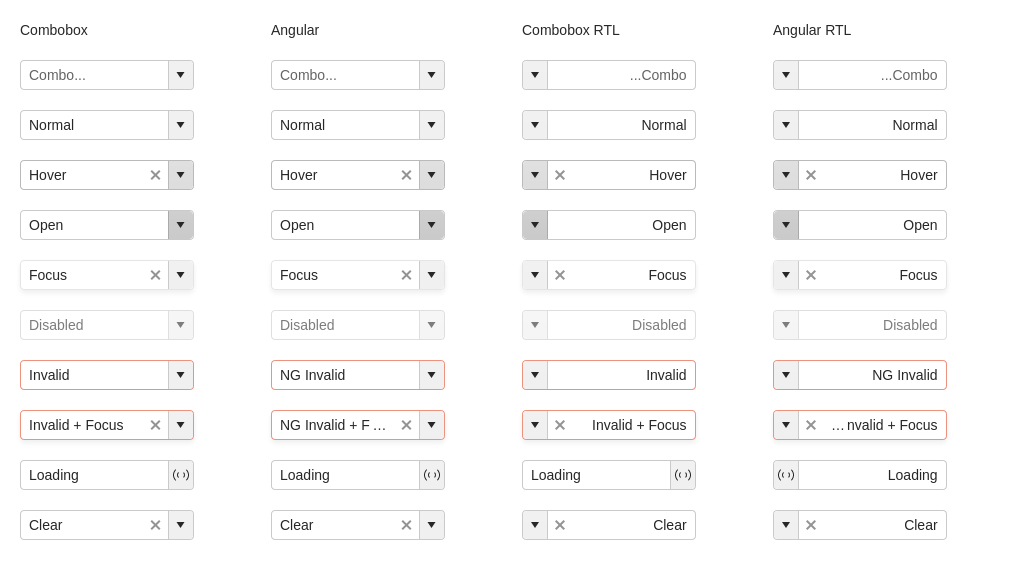 Combobox Angular Combobox RTL Angular RTL
Combo... Combo... ...Combo ...Combo
Normal Normal Normal Normal
Hover Hover Hover Hover
Open Open Open Open
Focus Focus Focus Focus
Disabled Disabled Disabled Disabled
Invalid NG Invalid Invalid NG Invalid
Invalid + Focus NG Invalid + F ... Invalid + Focus ... nvalid + Focus
Loading Loading Loading Loading
Clear Clear Clear Clear